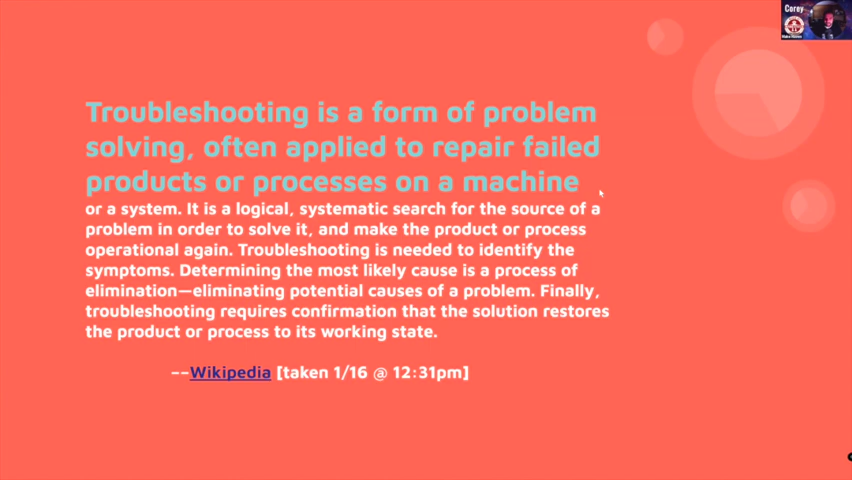 Corey
Troubleshooting is a form of problem
solving, often applied to repair failed
products or processes on a machine
or a system. It is a logical, systematic search for the source of a
problem in order to solve it, and make the product or process
operational again. Troubleshooting is needed to identify the
symptoms. Determining the most likely cause is a process of
elimination—eliminating potential causes of a problem. Finally,
troubleshooting requires confirmation that the solution restores
the product or process to its working state.
--Wikipedia [taken 1/16 @ 12:31pm]